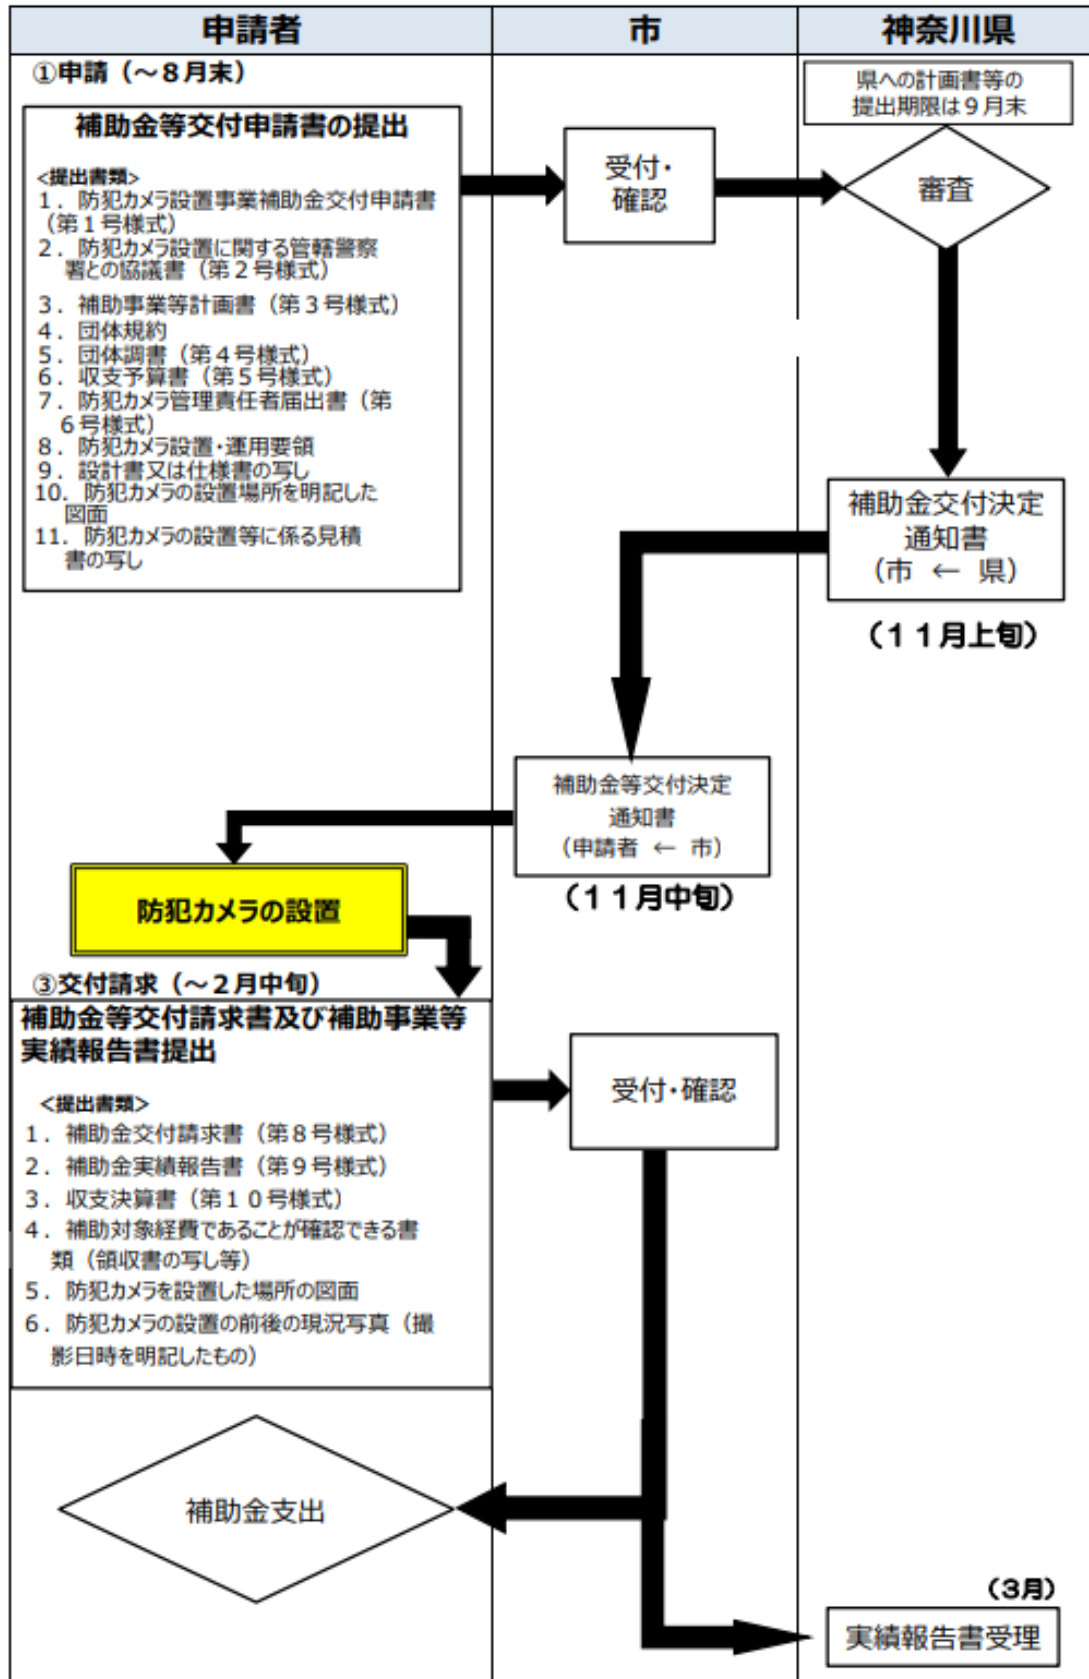 申請者
市
神奈川県
①申請（～８月末）
県への計画書等の
提出期限は９月末
補助金等交付申請書の提出
<提出書類>
１．防犯カメラ設置事業補助金交付申請書
（第１号様式）
２．防犯カメラ設置に関する管轄警察
署との協議書（第２号様式）
３．補助事業等計画書（第３号様式）
４．団体規約
５．団体調書（第４号様式）
６．収支予算書（第５号様式）
７．防犯カメラ管理責任者届出書（第
６号様式）
８．防犯カメラ設置・運用要領
９．設計書又は仕様書の写し
10．防犯カメラの設置場所を明記した
図面
11．防犯カメラの設置等に係る見積
書の写し
受付・
確認
審査
補助金交付決定
通知書
（市 ← 県）
（１１月上旬）
補助金等交付決定
通知書
（申請者 ← 市）
（１１月中旬）
防犯カメラの設置
③交付請求（～２月中旬）
補助金等交付請求書及び補助事業等
実績報告書提出
<提出書類>
１．補助金交付請求書（第８号様式）
２．補助金実績報告書（第９号様式）
３．収支決算書（第１０号様式）
４．補助対象経費であることが確認できる書
類（領収書の写し等）
５．防犯カメラを設置した場所の図面
６．防犯カメラの設置の前後の現況写真（撮
影日時を明記したもの）
受付・確認
補助金支出
（３月）
実績報告書受理